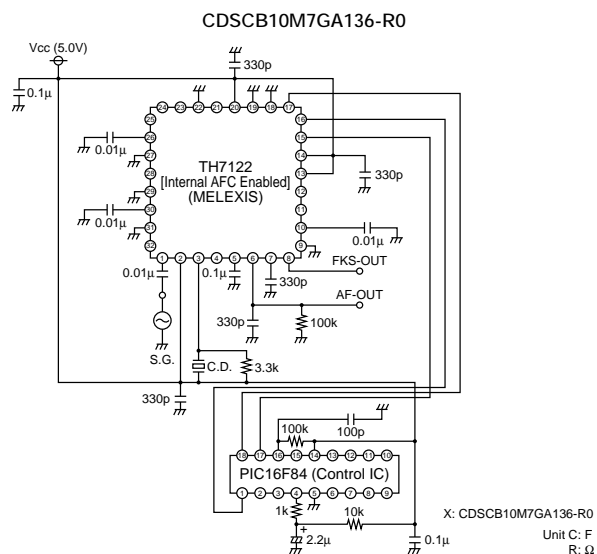 CDSCB10M7GA136-R0
Vcc (5.0V)
330p
0.1μ
24 23 22 21 20 19 18 17
25 26 27 28 29 30 31 32
16 15 14 13 12 11 10 9
0.01μ
TH7122
[Internal AFC Enabled]
(MELEXIS)
330p
0.01μ
0.01μ
1 2 3 4 5 6 7 8
FKS-OUT
0.01μ
0.1μ
330p
AF-OUT
330p
100k
S.G.
C.D.
3.3k
330p
100p
100k
18 17 16 15 14 13 12 11 10
PIC16F84 (Control IC)
1 2 3 4 5 6 7 8 9
1k
10k
+
2.2μ
0.1μ
X: CDSCB10M7GA136-R0
Unit C: F
R: Ω